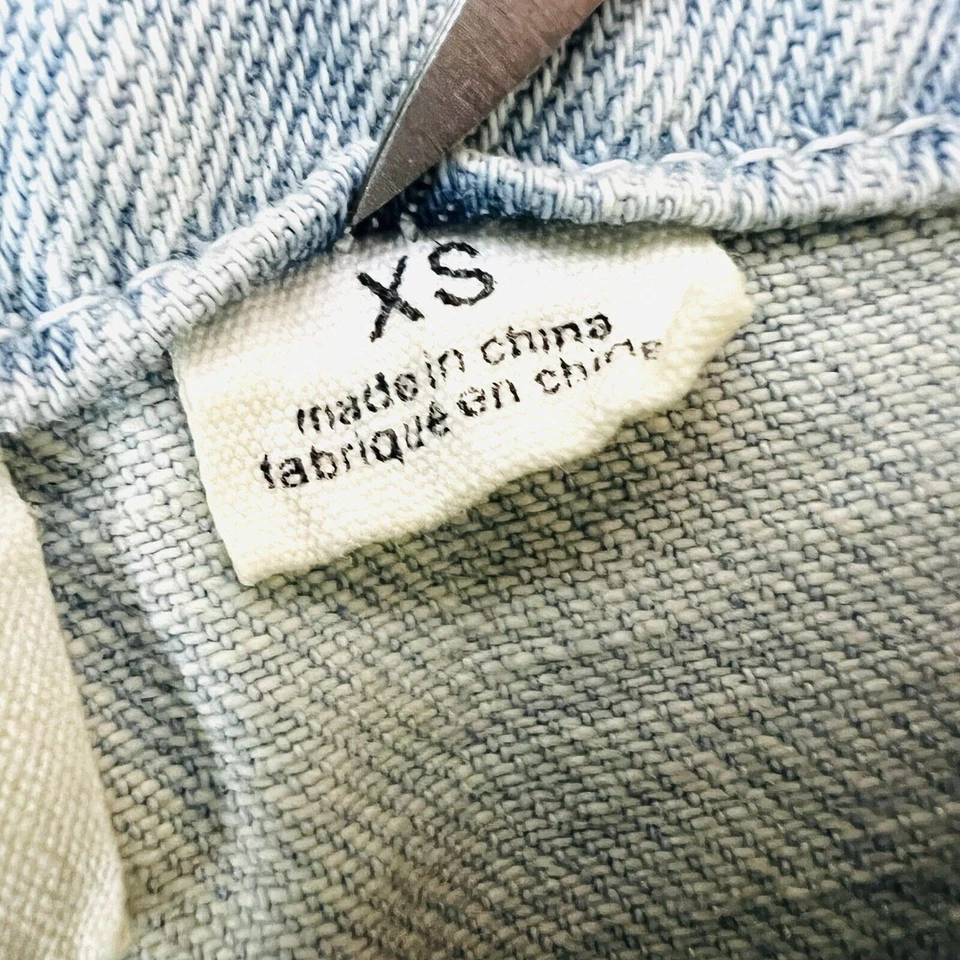 XS
made in china
fabriqué en chine